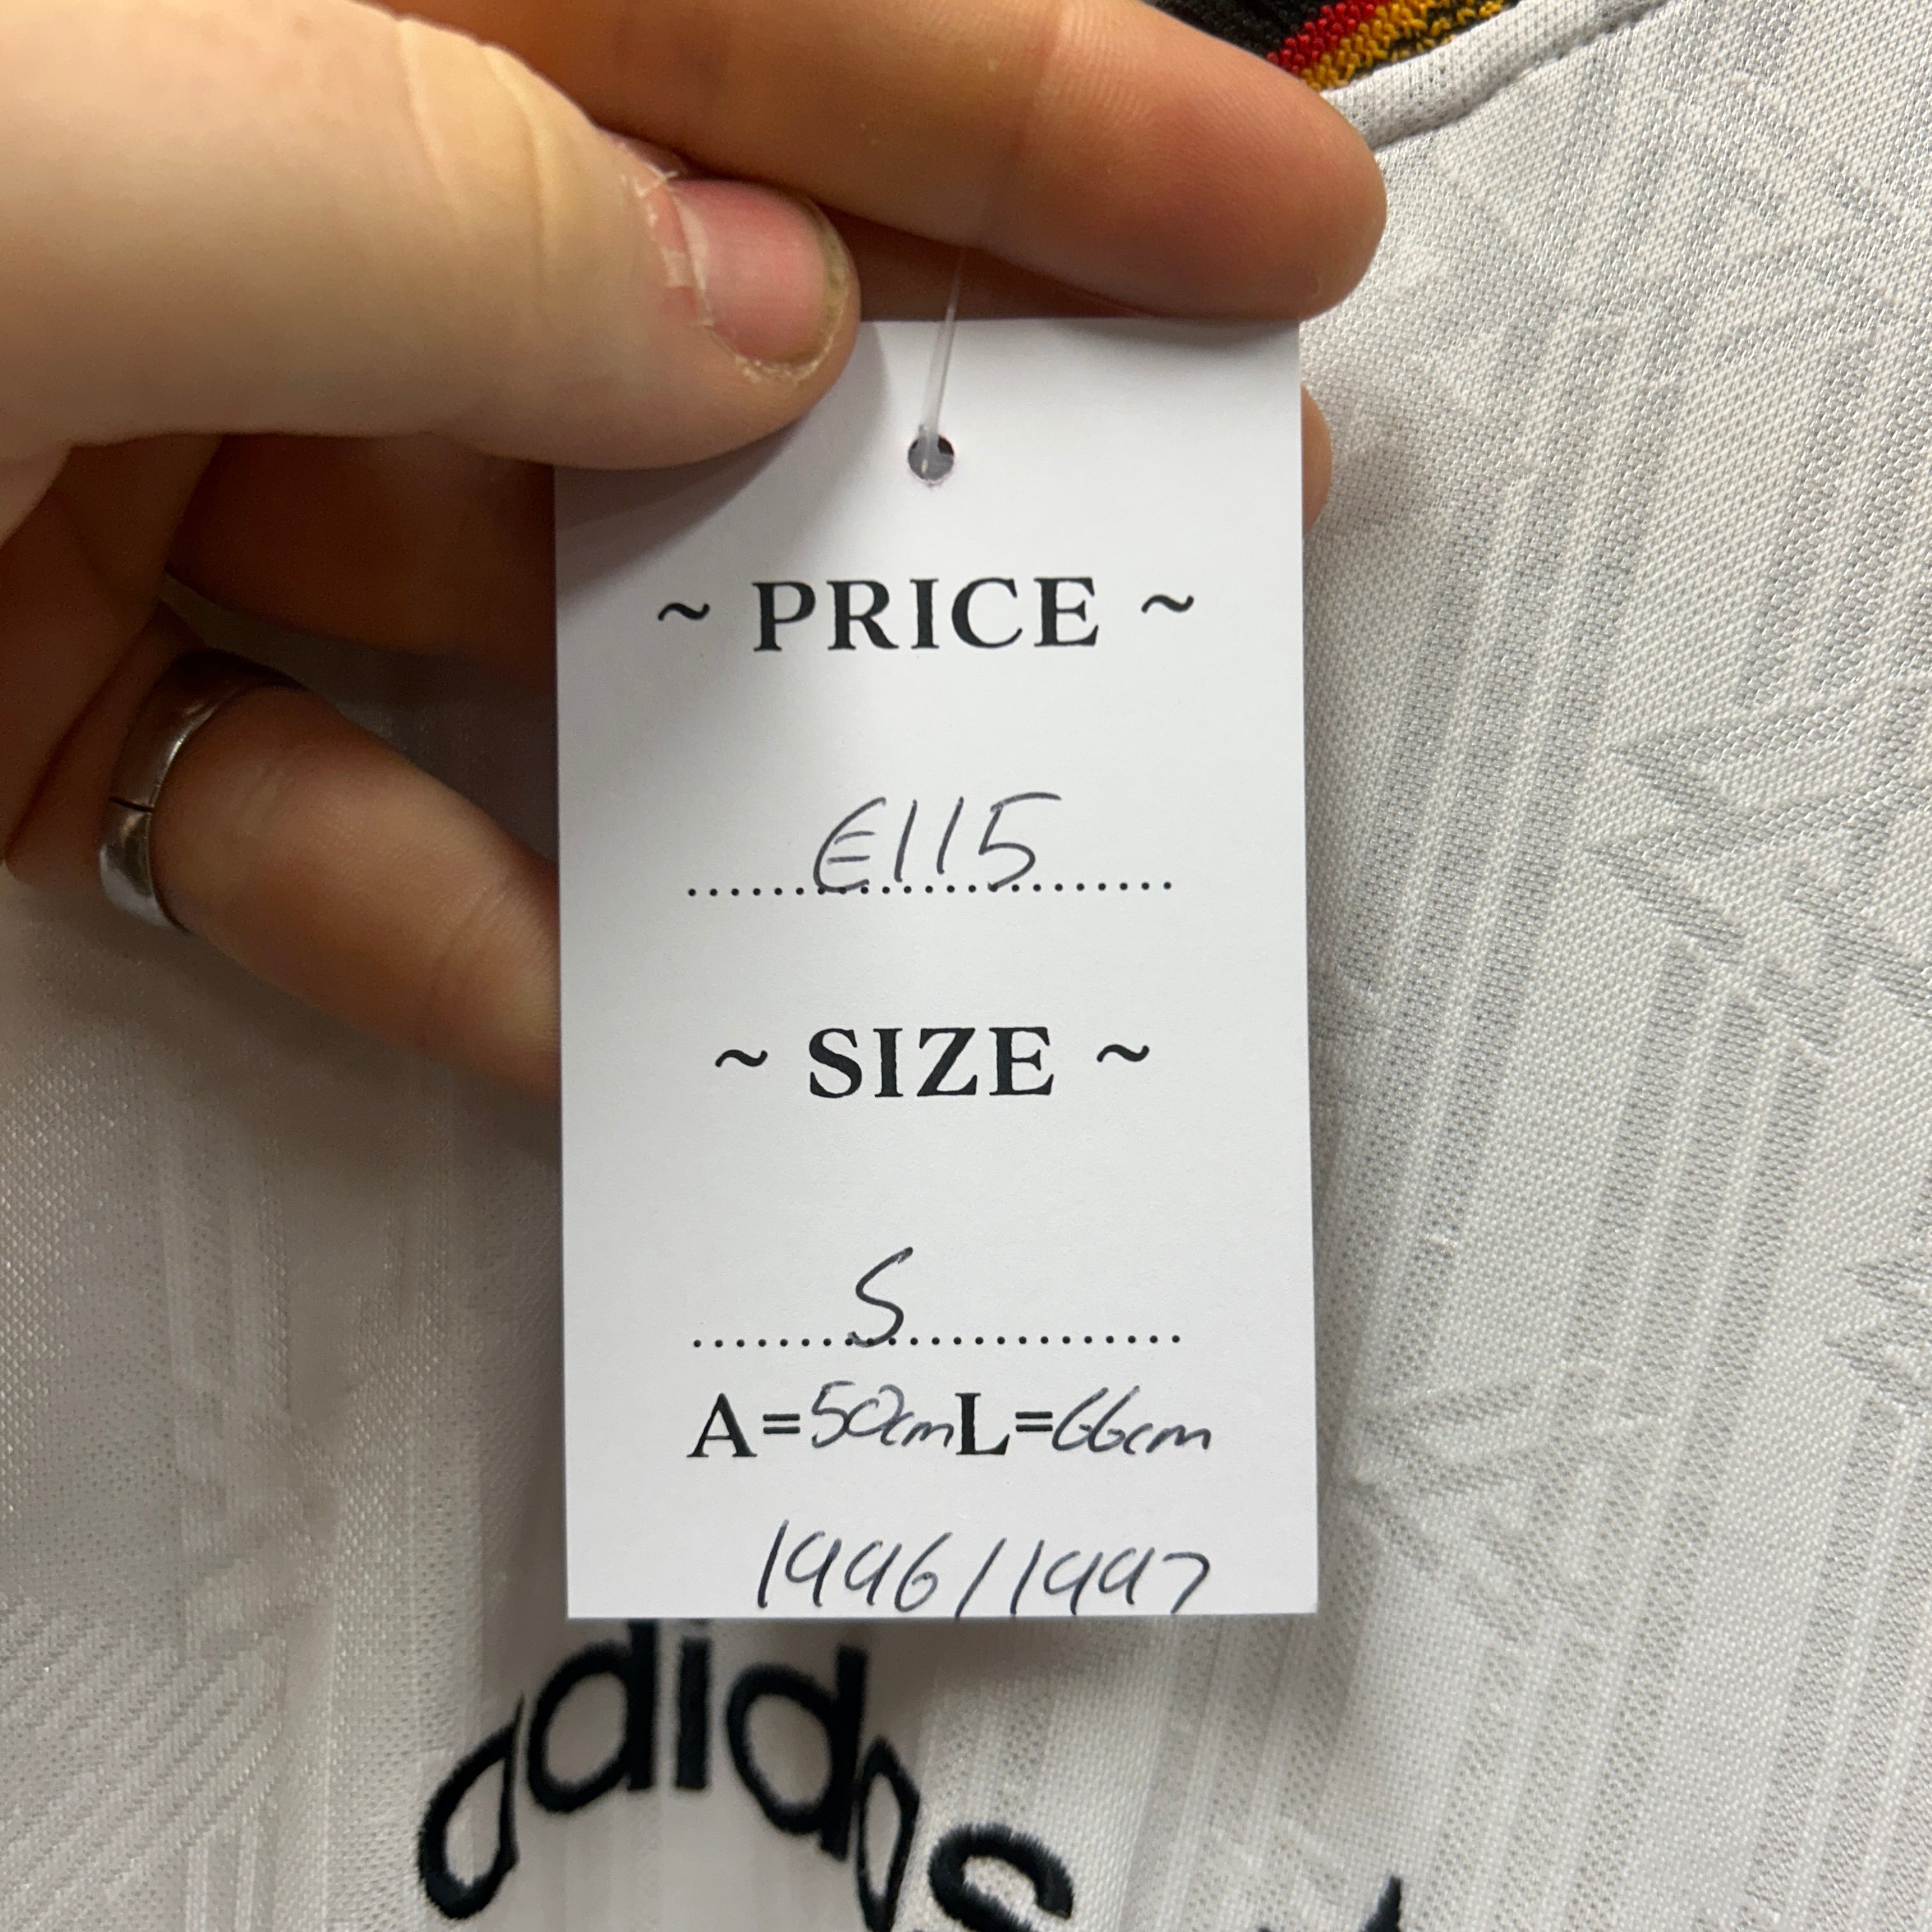 ~ PRICE ~
€115
~ SIZE ~
S
A=50cm L=66cm
1996/1997
adidas